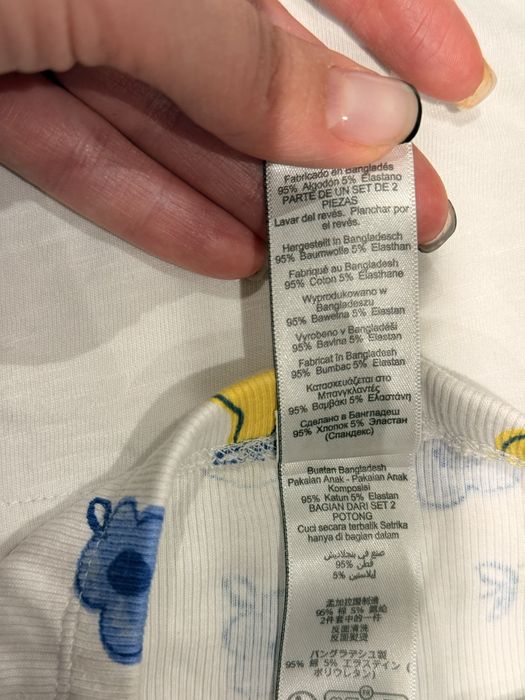 Fabricado en Bangladés
95% Algodón 5% Elastano
PARTE DE UN SET DE 2
PIEZAS
Lavar del revés. Planchar por
el revés.
Hergestellt in Bangladesch
95% Baumwolle 5% Elasthan
Fabriqué au Bangladesh
95% Coton 5% Elasthanne
Wyprodukowano w
Bangladeszu
95% Bawełna 5% Elastan
Vyrobeno v Bangladéši
95% Bavlna 5% Elastan
Fabricat în Bangladesh
95% Bumbac 5% Elastan
Κατασκευάζεται στο
Μπανγκλαντές
95% Βαμβάκι 5% Ελαστάνη
Сделано в Бангладеш
95% Хлопок 5% Эластан
(Спандекс)
Buatan Bangladesh
Pakaian Anak - Pakaian Anak
Komposisi
95% Katun 5% Elastan
BAGIAN DARI SET 2
POTONG
Cuci secara terbalik Setrika
hanya di bagian dalam
صنع في بنجلاديش
95% قطن
5% إيلاستين
孟加拉國制造
95% 棉 5% 氨綸
2件套中的一件
反面清洗
反面熨燙
バングラデシュ製
95% 綿 5% エラスティン (
ポリウレタン)